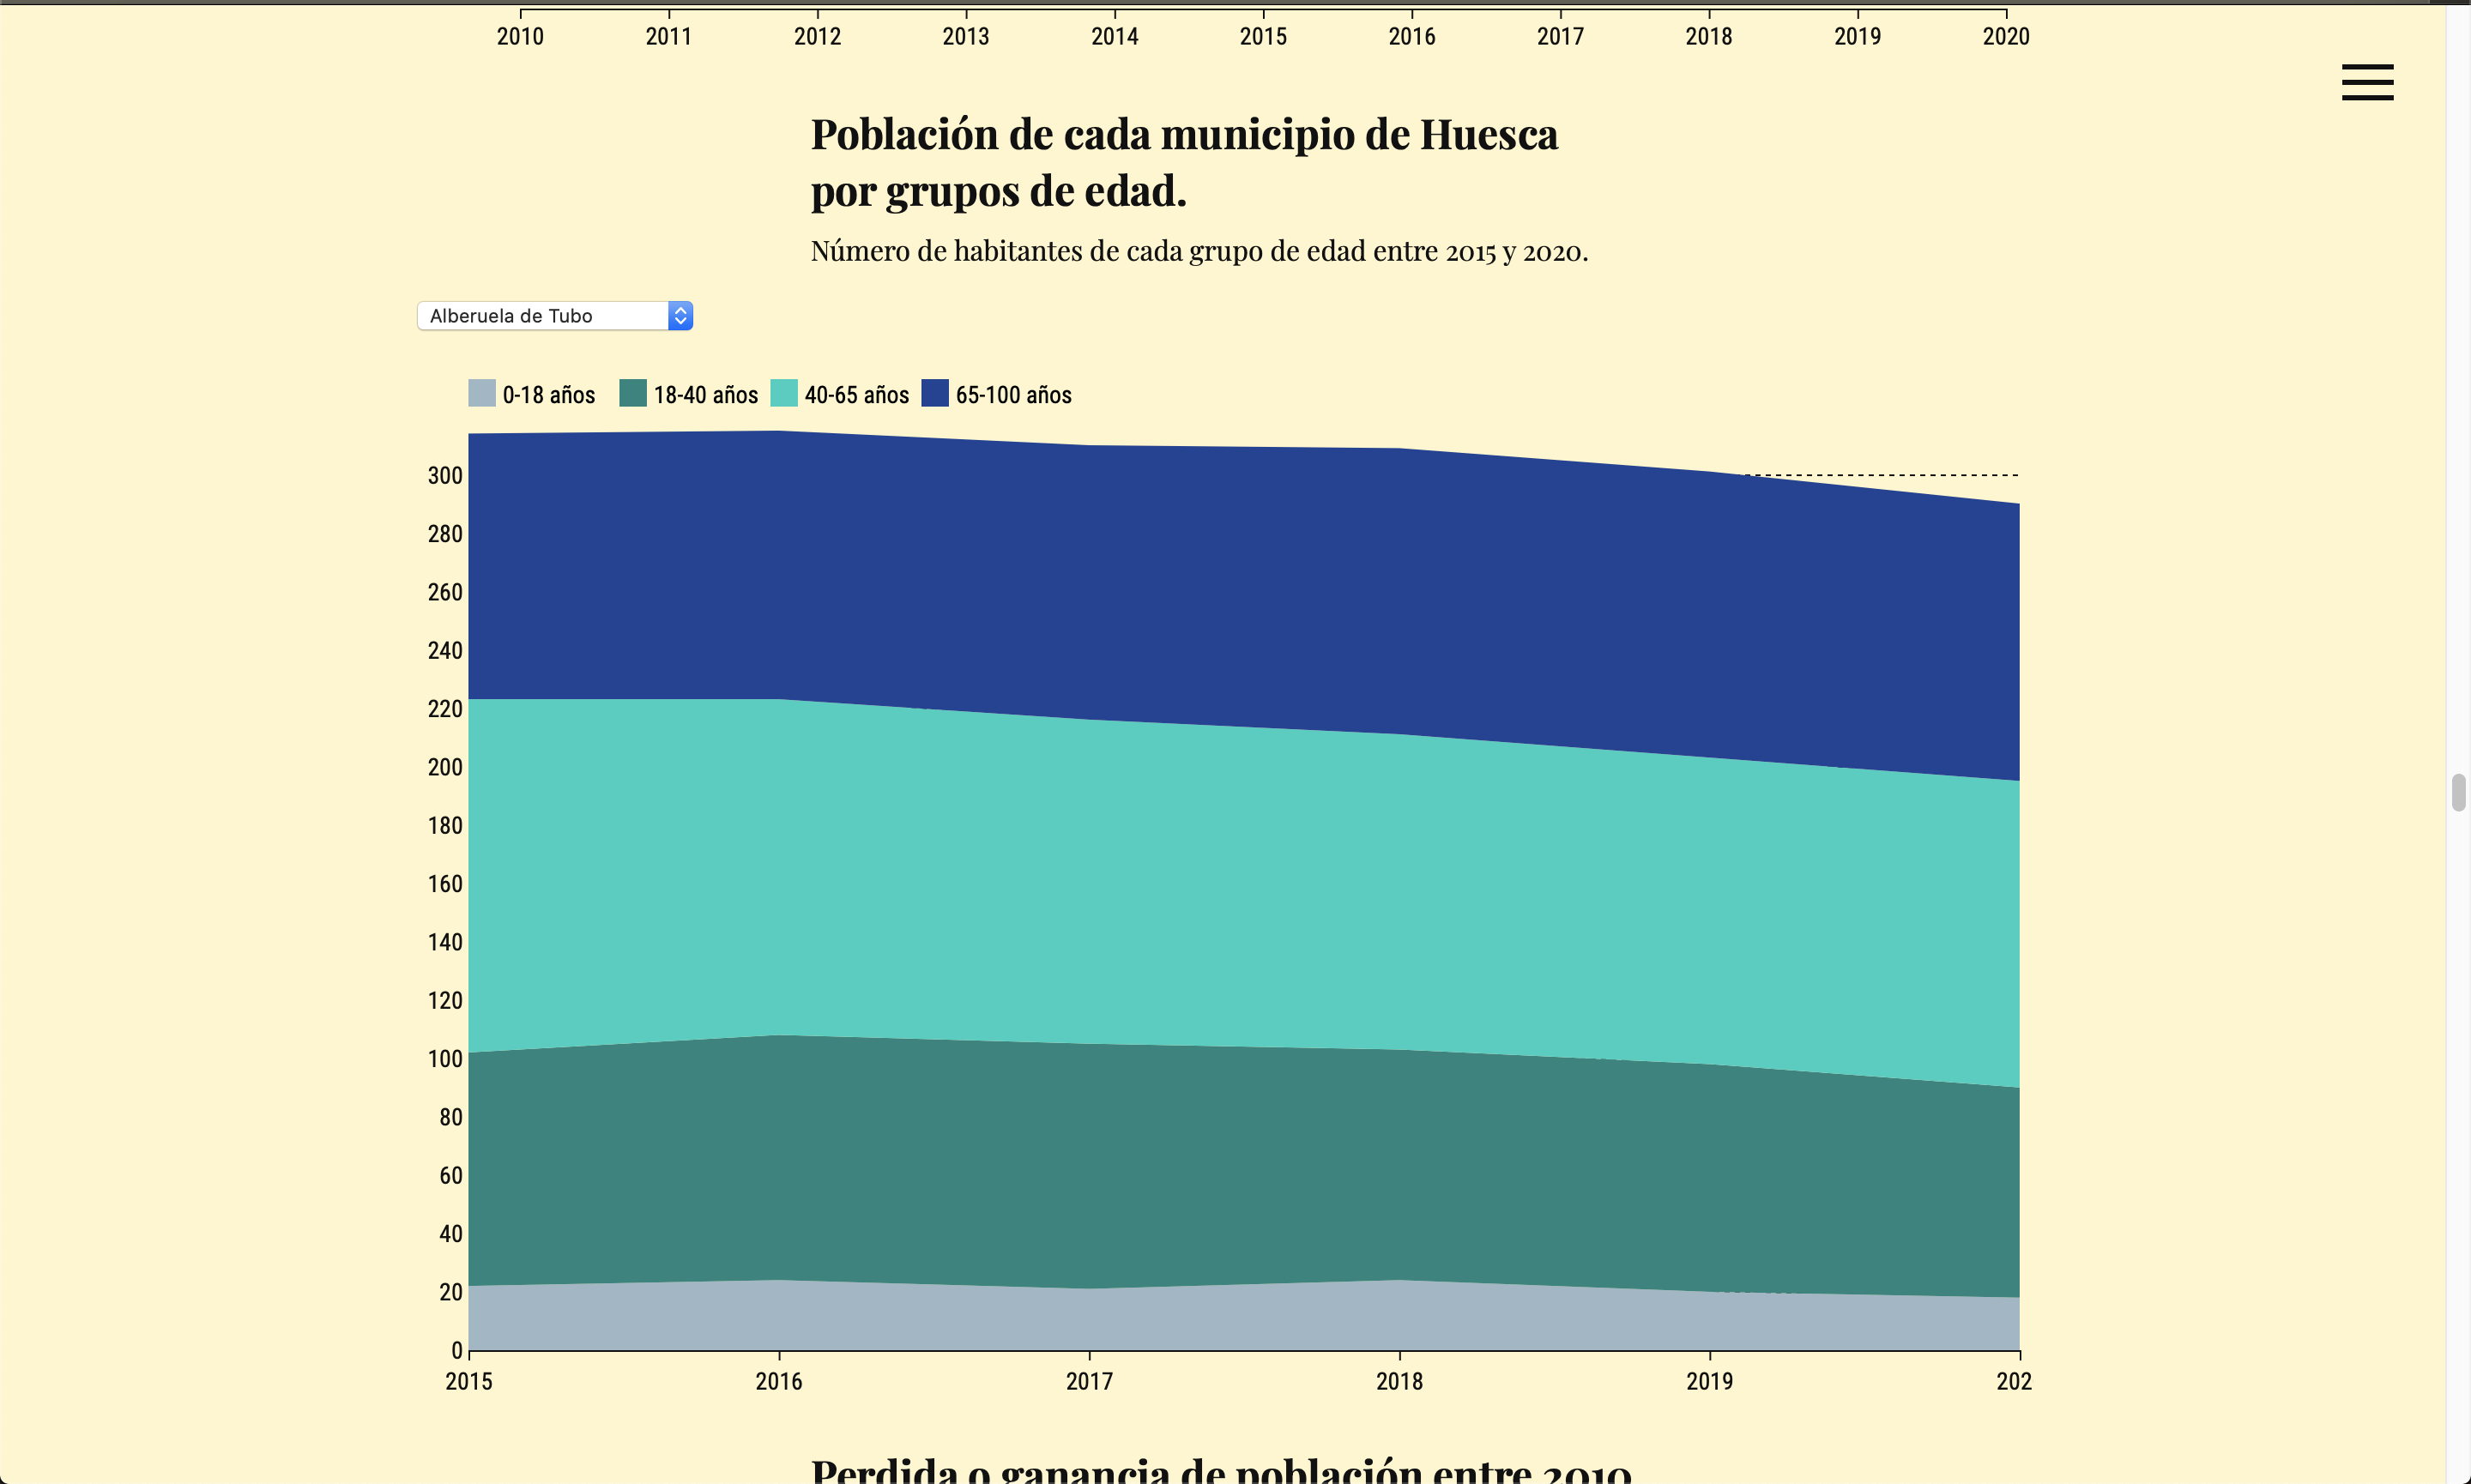 2010 2011 2012 2013 2014 2015 2016 2017 2018 2019 2020
Población de cada municipio de Huesca
por grupos de edad.
Número de habitantes de cada grupo de edad entre 2015 y 2020.
Alberuela de Tubo
0-18 años 18-40 años 40-65 años 65-100 años
300
280
260
240
220
200
180
160
140
120
100
80
60
40
20
0
2015 2016 2017 2018 2019 202
Perdida o ganancia de población entre 2010